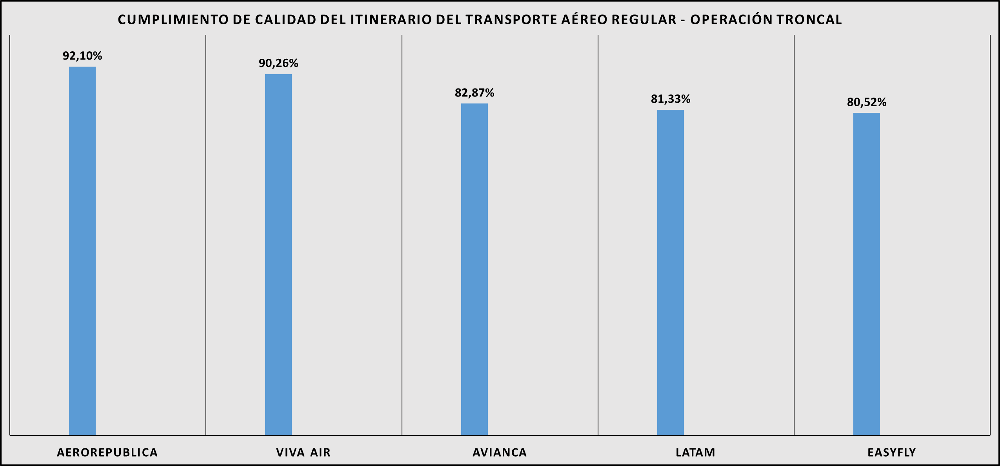 CUMPLIMIENTO DE CALIDAD DEL ITINERARIO DEL TRANSPORTE AÉREO REGULAR - OPERACIÓN TRONCAL
92,10%
90,26%
82,87%
81,33%
80,52%
AEROREPUBLICA
VIVA AIR
AVIANCA
LATAM
EASYFLY